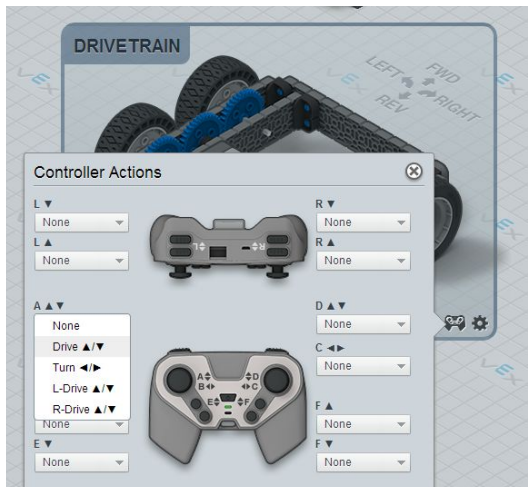 DRIVETRAIN
LEFT
FWD
REV
RIGHT
Controller Actions
L ▼
R ▼
None
None
L ▲
R ▲
None
None
L
R
A ▲▼
D ▲▼
None
None
Drive ▲/▼
C ◄►
Turn ◄/►
None
L-Drive ▲/▼
R-Drive ▲/▼
A
D
B
C
E
F
F ▲
None
None
E ▼
F ▼
None
None